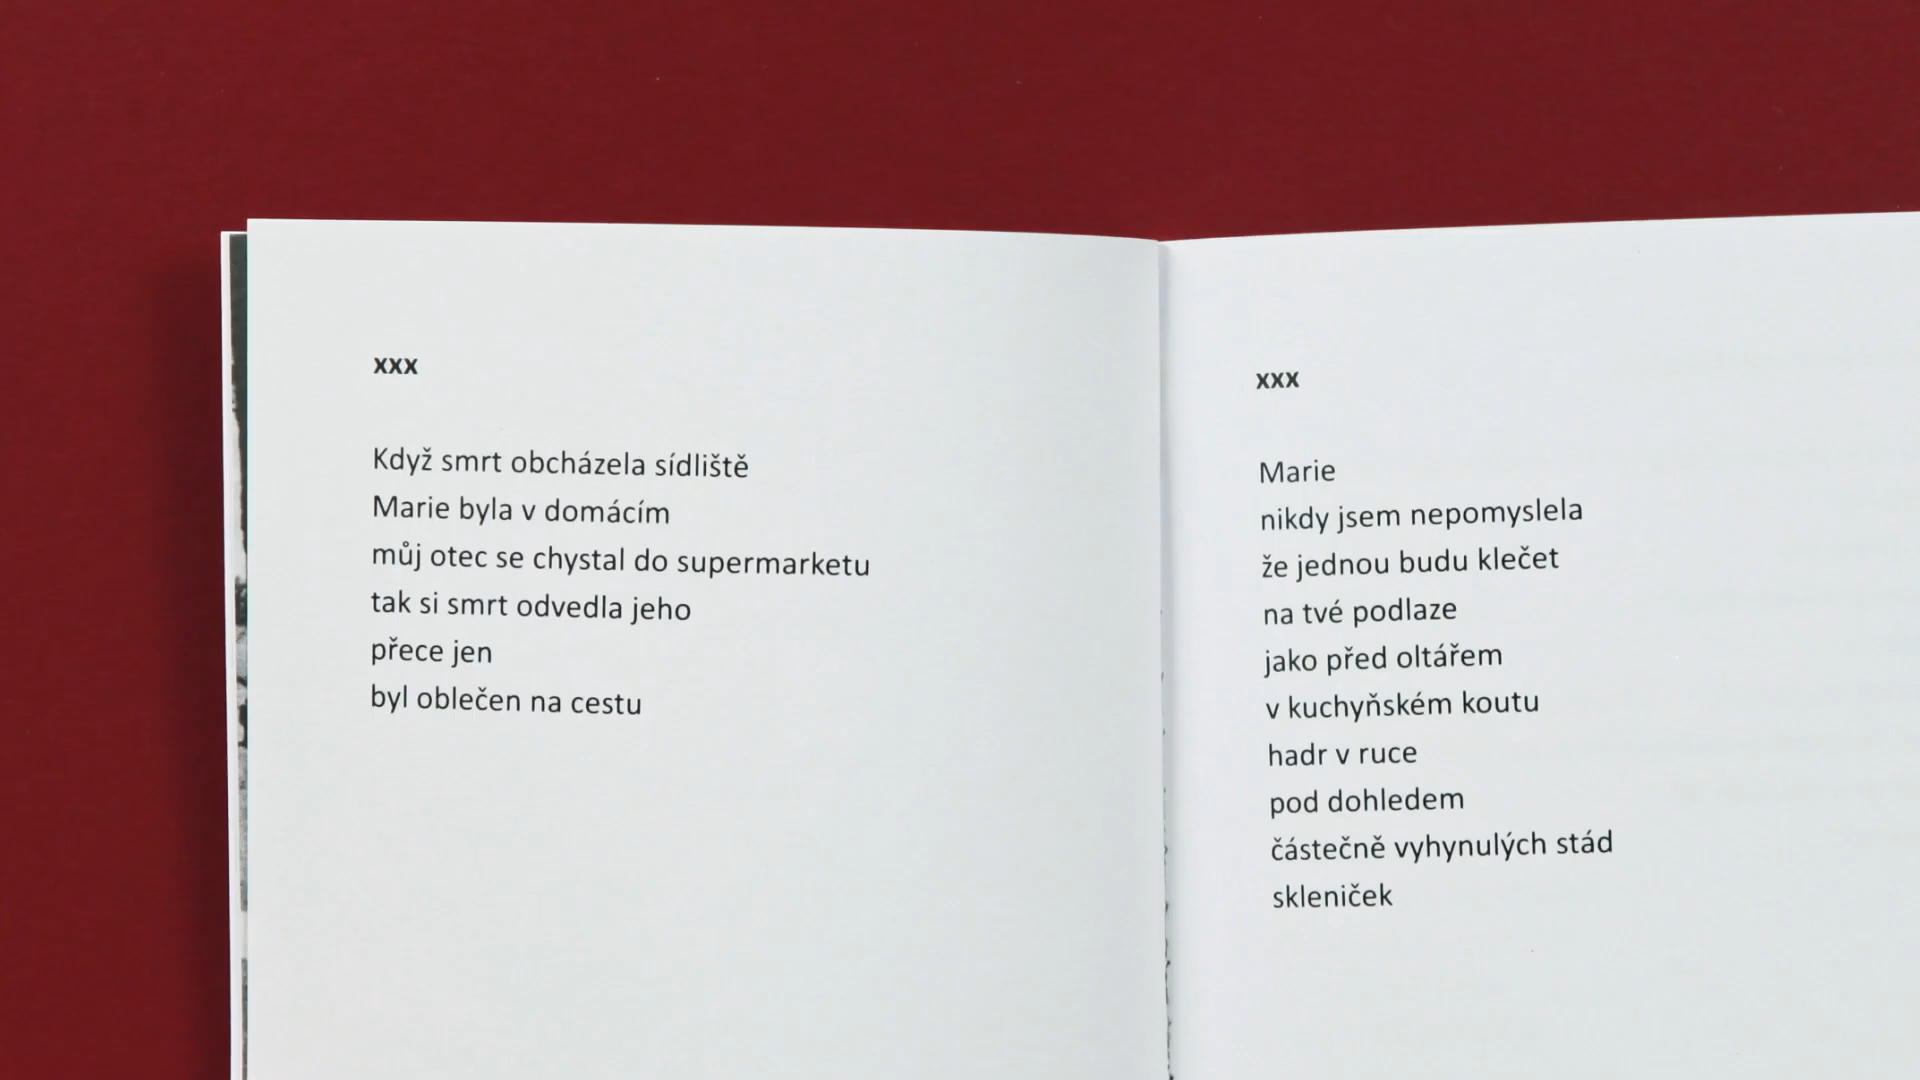 xxx
Když smrt obcházela sídliště
Marie byla v domácím
můj otec se chystal do supermarketu
tak si smrt odvedla jeho
přece jen
byl oblečen na cestu
xxx
Marie
nikdy jsem nepomyslela
že jednou budu klečet
na tvé podlaze
jako před oltářem
v kuchyňském koutu
hadr v ruce
pod dohledem
částečně vyhynulých stád
skleniček